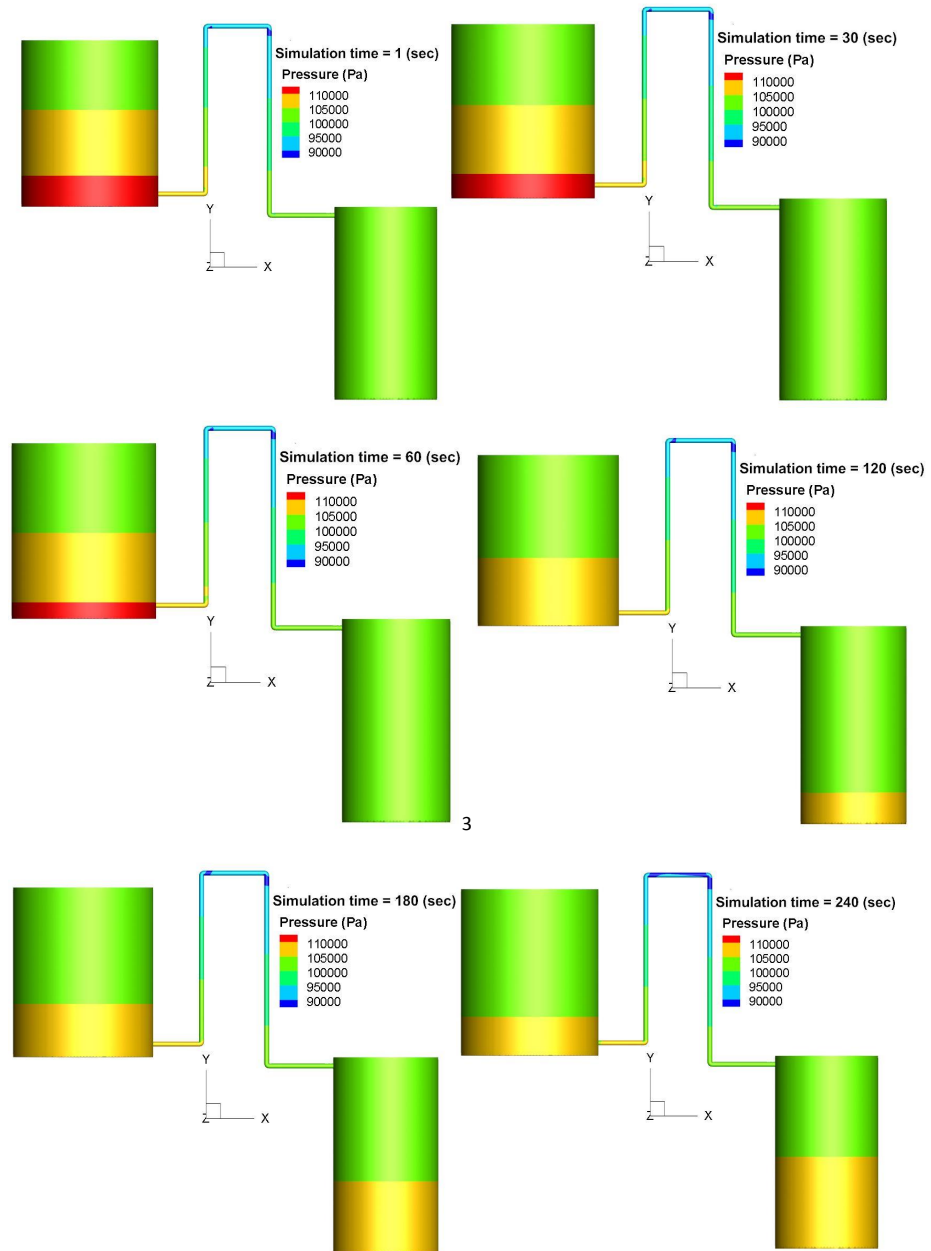 Simulation time = 1 (sec)
Pressure (Pa)
110000
105000
100000
95000
90000
Y
Z
X
Simulation time = 30 (sec)
Pressure (Pa)
110000
105000
100000
95000
90000
Y
Z
X
Simulation time = 60 (sec)
Pressure (Pa)
110000
105000
100000
95000
90000
Y
Z
X
Simulation time = 120 (sec)
Pressure (Pa)
110000
105000
100000
95000
90000
Y
Z
X
3
Simulation time = 180 (sec)
Pressure (Pa)
110000
105000
100000
95000
90000
Y
Z
X
Simulation time = 240 (sec)
Pressure (Pa)
110000
105000
100000
95000
90000
Y
Z
X